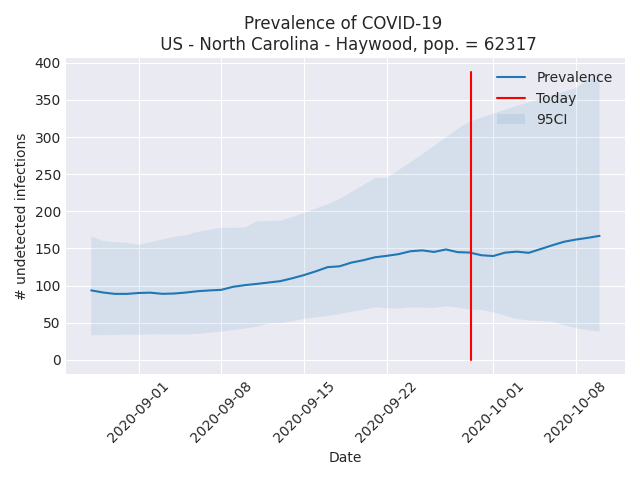 Prevalence of COVID-19
US - North Carolina - Haywood, pop. = 62317
Prevalence
Today
95CI
# undetected infections
400
350
300
250
200
150
100
50
0
2020-09-01
2020-09-08
2020-09-15
2020-09-22
2020-10-01
2020-10-08
Date